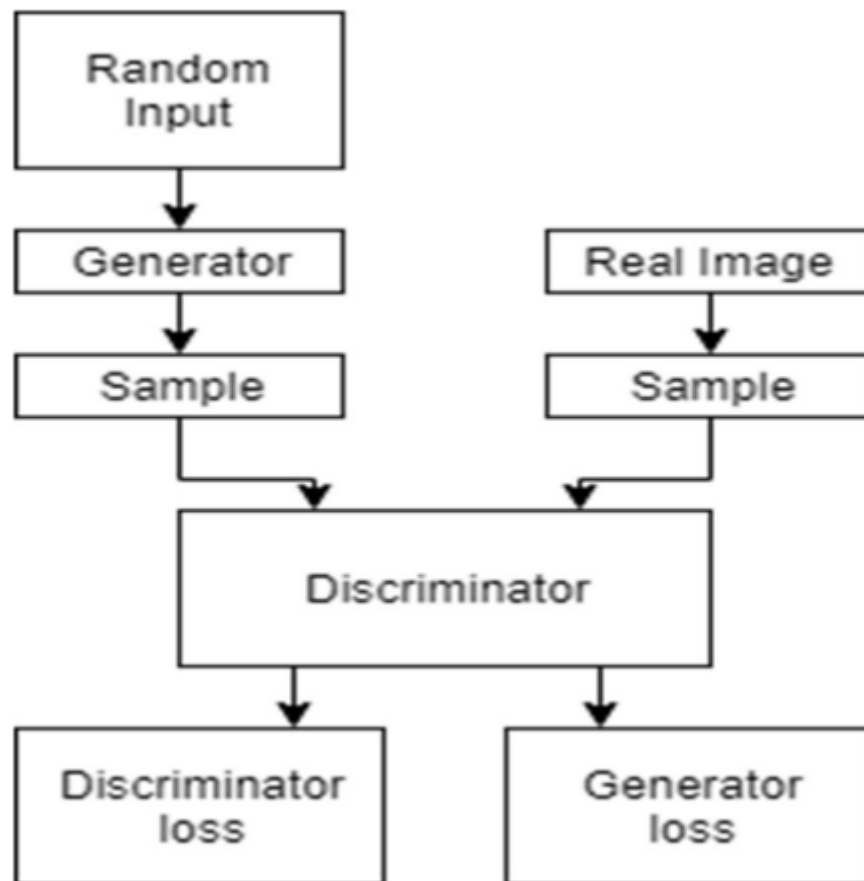 Random
Input
Generator
Real Image
Sample
Sample
Discriminator
Discriminator
loss
Generator
loss